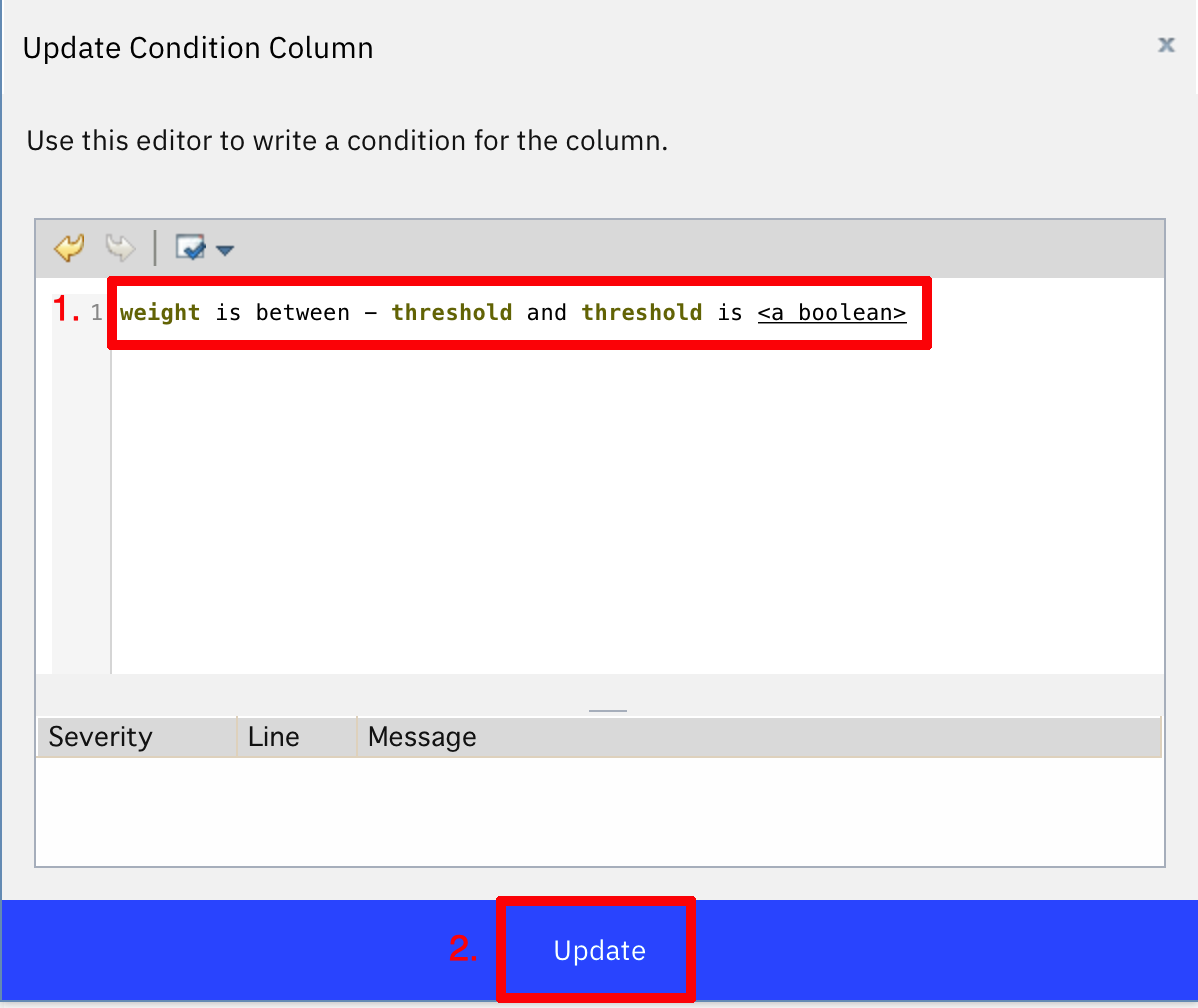 Update Condition Column
x
Use this editor to write a condition for the column.
1. 1 weight is between - threshold and threshold is <a boolean>
Severity Line Message
2. Update